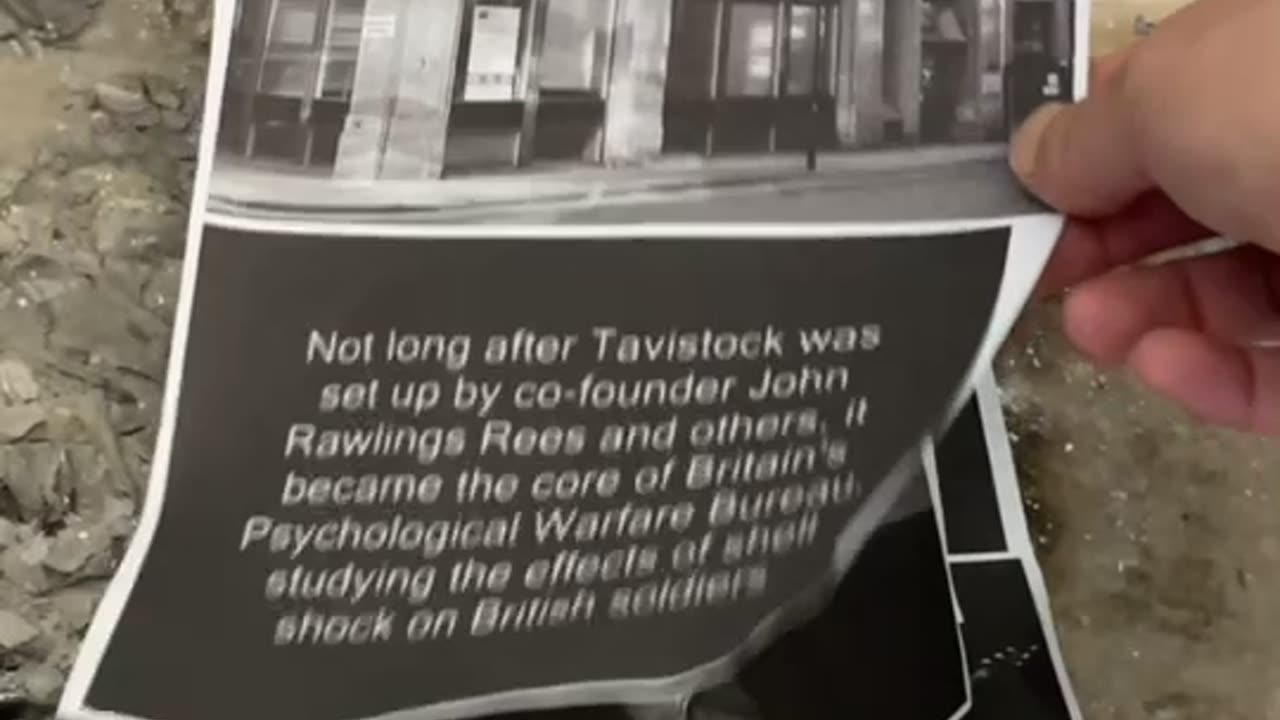 Not long after Tavistock was
set up by co-founder John
Rawlings Rees and others, it
became the core of Britain's
Psychological Warfare Bureau,
studying the effects of shell
shock on British soldiers